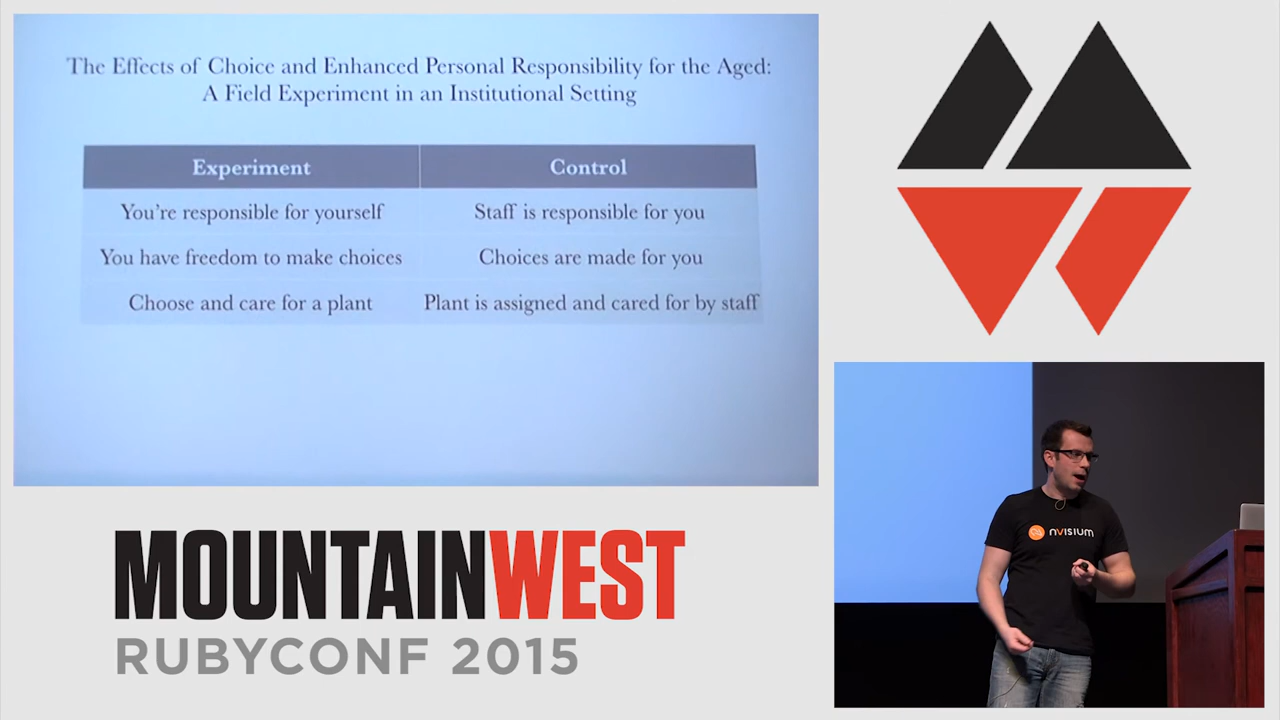 The Effects of Choice and Enhanced Personal Responsibility for the Aged:
A Field Experiment in an Institutional Setting
Experiment Control
You're responsible for yourself Staff is responsible for you
You have freedom to make choices Choices are made for you
Choose and care for a plant Plant is assigned and cared for by staff
MOUNTAINWEST
RUBYCONF 2015
nVISIUM